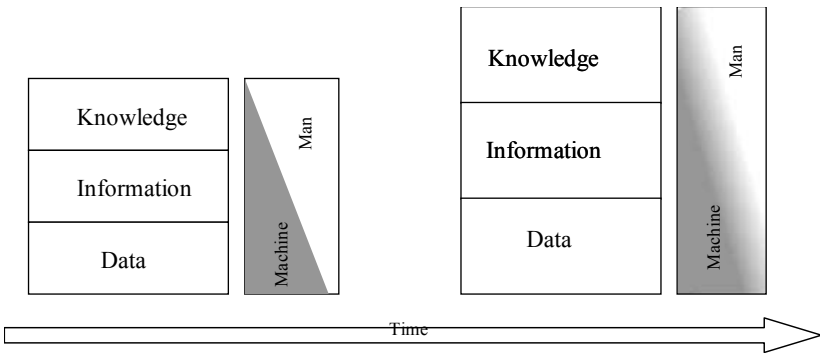 Knowledge
Information
Data
Man
Machine
Knowledge
Information
Data
Man
Machine
Time